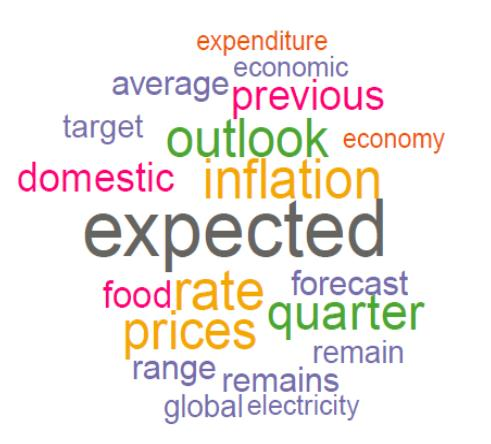 expenditure
average economic
previous
target outlook economy
domestic inflation
expected
food rate forecast
prices quarter
range remain
remains
global electricity